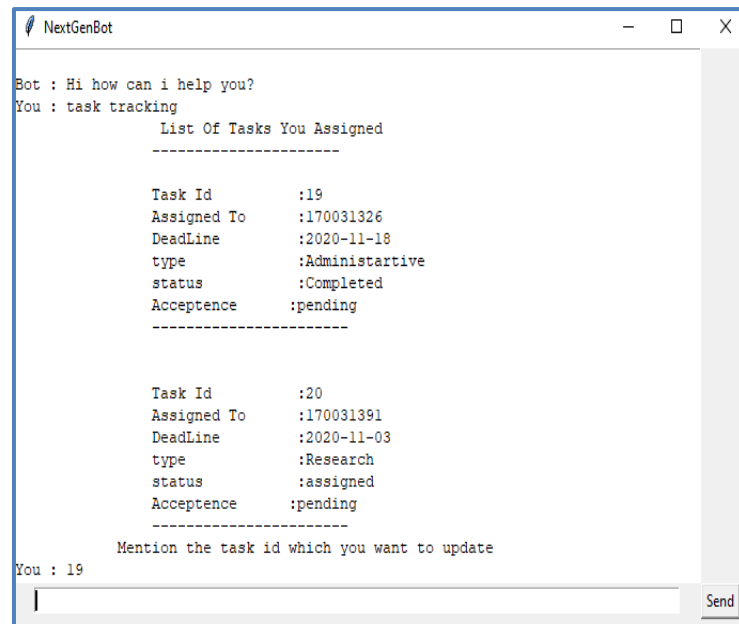 NextGenBot
Bot : Hi how can i help you?
You : task tracking
List Of Tasks You Assigned
----------------------
Task Id :19
Assigned To :170031326
DeadLine :2020-11-18
type :Administartive
status :Completed
Acceptence :pending
-----------------------
Task Id :20
Assigned To :170031391
DeadLine :2020-11-03
type :Research
status :assigned
Acceptence :pending
-----------------------
Mention the task id which you want to update
You : 19
Send